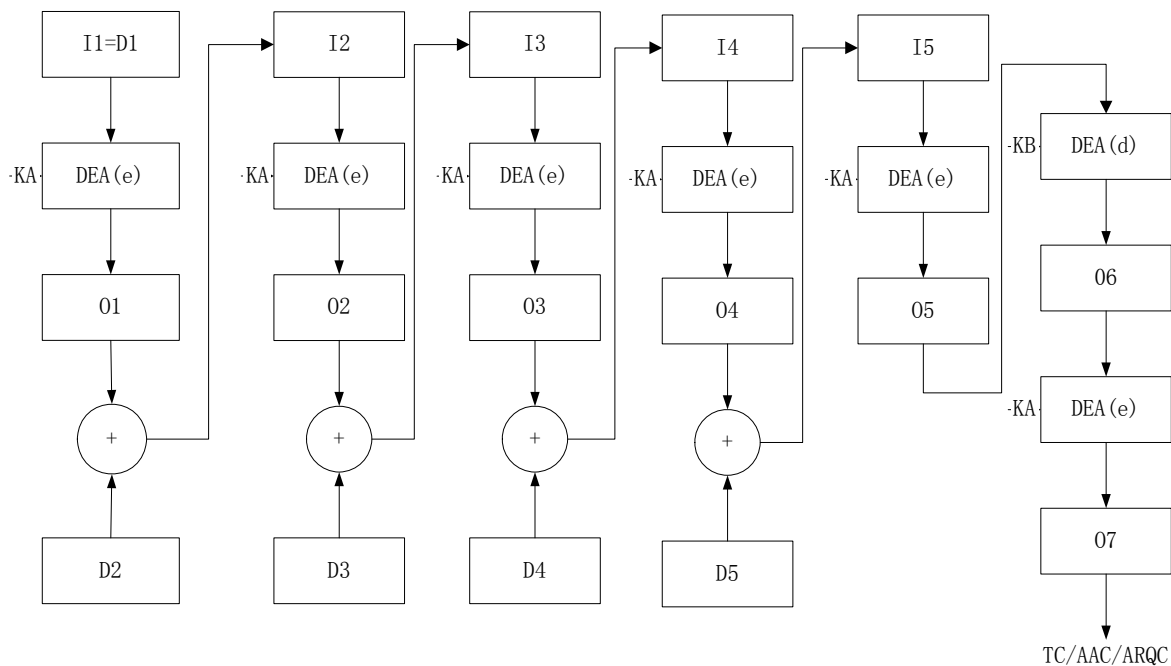 I1=D1
I2
I3
I4
I5
-KA- DEA(e)
-KA- DEA(e)
-KA- DEA(e)
-KA- DEA(e)
-KA- DEA(e)
-KB- DEA(d)
O1
O2
O3
O4
O5
O6
+
+
+
+
-KA- DEA(e)
D2
D3
D4
D5
O7
TC/AAC/ARQC